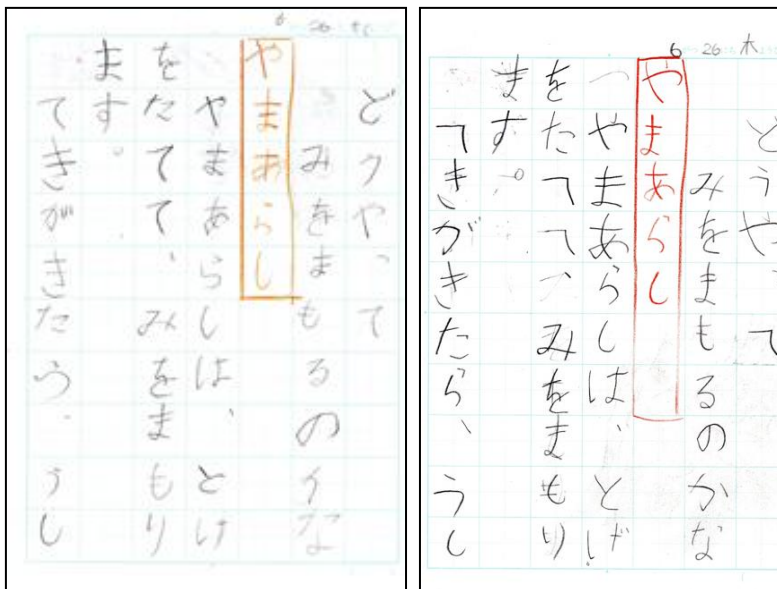 6 26 木
どうやって
みをまもるのかな
やまあらし
やまあらしは、とげ
をたてて、みをまもり
ます。
てきがきたら、うし
6 26 木
どうやって
みをまもるのかな
やまあらし
やまあらしは、とげ
をたてて、みをまもり
ます。
てきがきたら、うし